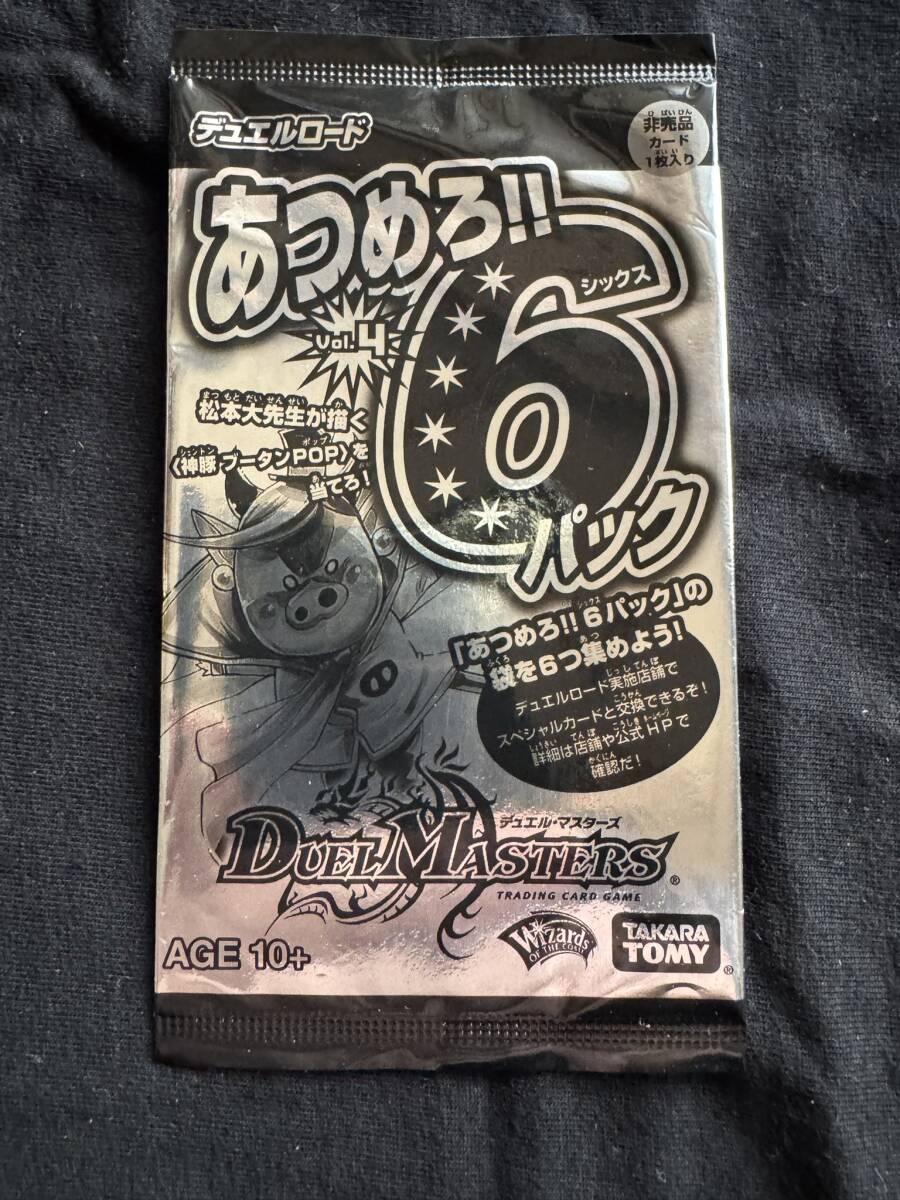 デュエルロード
非売品
カード
1枚入り
あつめろ!!
6
シックス
パック
Vol.4
松本大先生が描く
〈神豚 ブータンPOP〉を
当てろ!
「あつめろ!! 6パック」の
袋を6つ集めよう!
デュエルロード実施店舗で
スペシャルカードと交換できるぞ!
詳細は店舗や公式HPで
確認だ!
デュエル・マスターズ
DUEL MASTERS®
TRADING CARD GAME
AGE 10+
Wizards
OF THE COAST
TAKARA
TOMY®